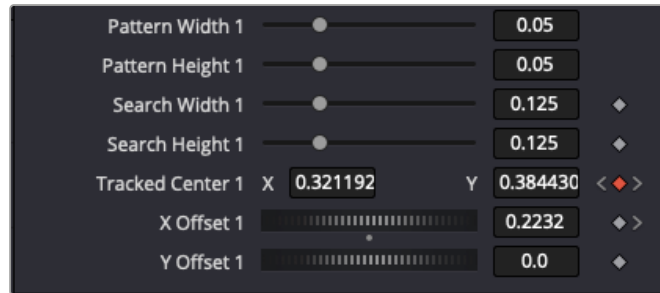 Pattern Width 1 0.05
Pattern Height 1 0.05
Search Width 1 0.125
Search Height 1 0.125
Tracked Center 1 X 0.321192 Y 0.384430
X Offset 1 0.2232
Y Offset 1 0.0